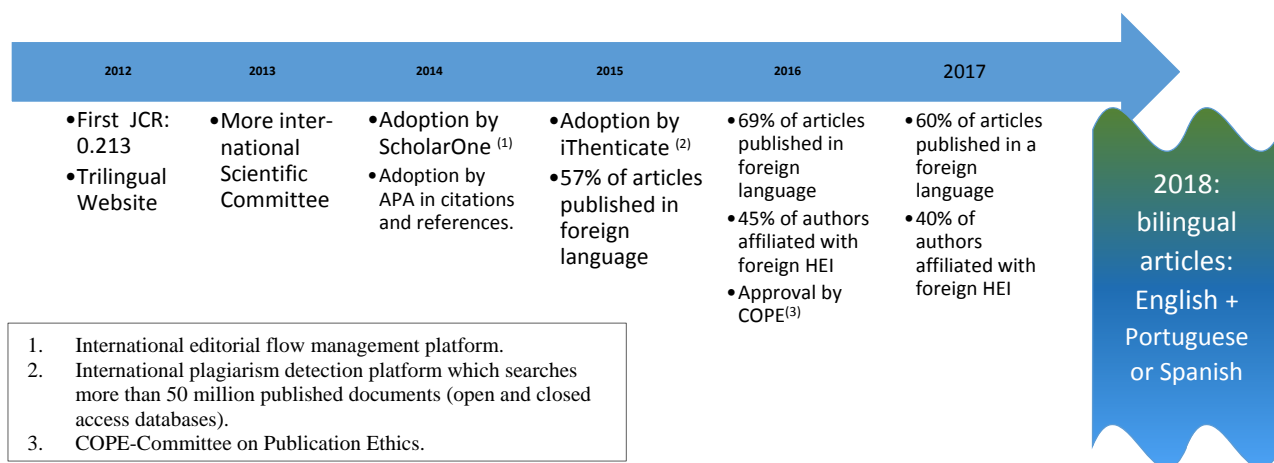 2012
2013
2014
2015
2016
2017
•First JCR:
0.213
•Trilingual
Website
•More inter-
national
Scientific
Committee
•Adoption by
ScholarOne (1)
•Adoption by
APA in citations
and references.
•Adoption by
iThenticate (2)
•57% of articles
published in
foreign
language
•69% of articles
published in
foreign
language
•45% of authors
affiliated with
foreign HEI
•Approval by
COPE(3)
•60% of articles
published in a
foreign
language
•40% of
authors
affiliated with
foreign HEI
2018:
bilingual
articles:
English +
Portuguese
or Spanish
1. International editorial flow management platform.
2. International plagiarism detection platform which searches
more than 50 million published documents (open and closed
access databases).
3. COPE-Committee on Publication Ethics.